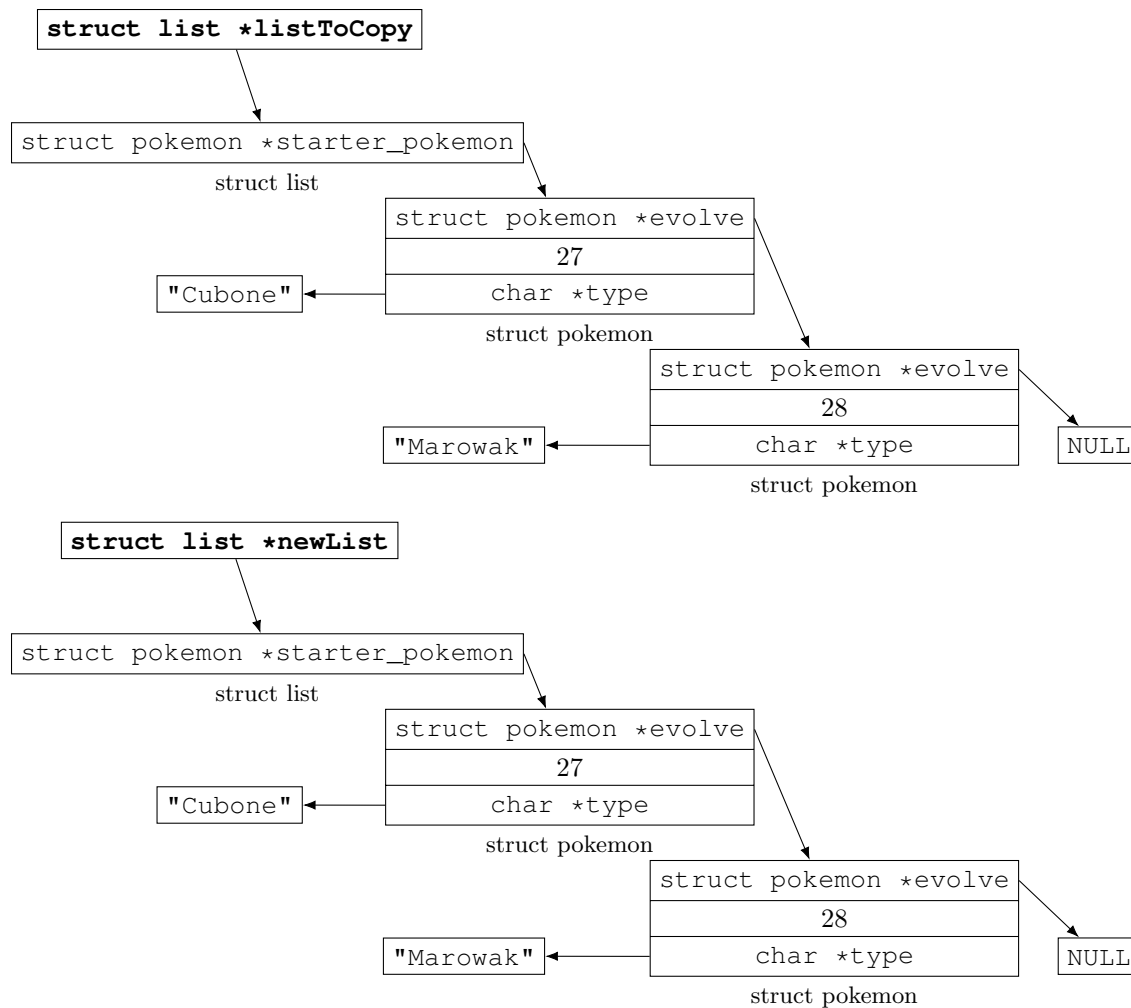 struct list *listToCopy
struct pokemon *starter_pokemon
struct list
struct pokemon *evolve
27
"Cubone"
char *type
struct pokemon
struct pokemon *evolve
28
"Marowak"
char *type
NULL
struct pokemon
struct list *newList
struct pokemon *starter_pokemon
struct list
struct pokemon *evolve
27
"Cubone"
char *type
struct pokemon
struct pokemon *evolve
28
"Marowak"
char *type
NULL
struct pokemon